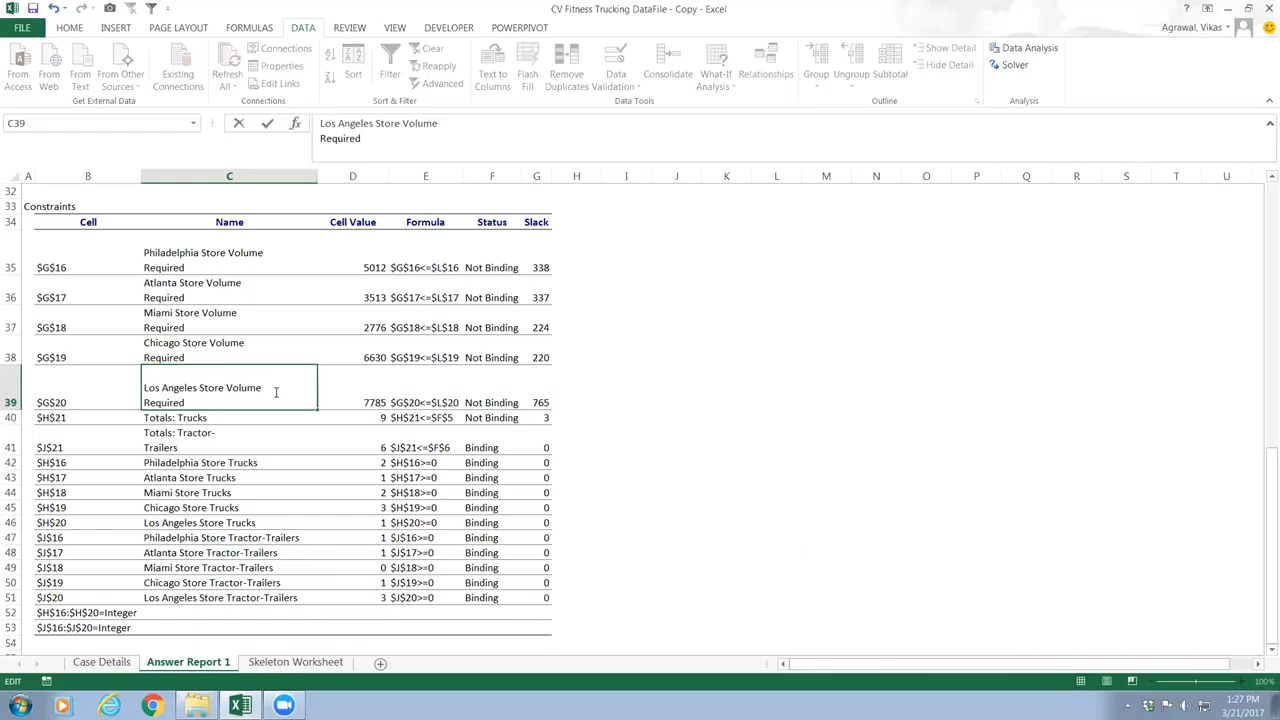 CV Fitness Trucking DataFile - Copy - Excel
FILE HOME INSERT PAGE LAYOUT FORMULAS DATA REVIEW VIEW DEVELOPER POWERPIVOT Agrawal, Vikas
From Access From Web From Text From Other Sources Existing Connections Refresh All Connections Properties Edit Links Sort Filter Clear Reapply Advanced Text to Columns Flash Fill Remove Duplicates Data Validation Consolidate What-If Analysis Relationships Group Ungroup Subtotal Show Detail Hide Detail Data Analysis Solver
Get External Data Connections Sort & Filter Data Tools Outline Analysis
C39 fx Los Angeles Store Volume
Required
A B C D E F G H I J K L M N O P Q R S T U
32
33 Constraints
34 Cell Name Cell Value Formula Status Slack
Philadelphia Store Volume
35 $G$16 Required 5012 $G$16<=$L$16 Not Binding 338
Atlanta Store Volume
36 $G$17 Required 3513 $G$17<=$L$17 Not Binding 337
Miami Store Volume
37 $G$18 Required 2776 $G$18<=$L$18 Not Binding 224
Chicago Store Volume
38 $G$19 Required 6630 $G$19<=$L$19 Not Binding 220
Los Angeles Store Volume
39 $G$20 Required 7785 $G$20<=$L$20 Not Binding 765
40 $H$21 Totals: Trucks 9 $H$21<=$F$5 Not Binding 3
Totals: Tractor-
41 $J$21 Trailers 6 $J$21<=$F$6 Binding 0
42 $H$16 Philadelphia Store Trucks 2 $H$16>=0 Binding 0
43 $H$17 Atlanta Store Trucks 1 $H$17>=0 Binding 0
44 $H$18 Miami Store Trucks 2 $H$18>=0 Binding 0
45 $H$19 Chicago Store Trucks 3 $H$19>=0 Binding 0
46 $H$20 Los Angeles Store Trucks 1 $H$20>=0 Binding 0
47 $J$16 Philadelphia Store Tractor-Trailers 1 $J$16>=0 Binding 0
48 $J$17 Atlanta Store Tractor-Trailers 1 $J$17>=0 Binding 0
49 $J$18 Miami Store Tractor-Trailers 0 $J$18>=0 Binding 0
50 $J$19 Chicago Store Tractor-Trailers 1 $J$19>=0 Binding 0
51 $J$20 Los Angeles Store Tractor-Trailers 3 $J$20>=0 Binding 0
52 $H$16:$H$20=Integer
53 $J$16:$J$20=Integer
54
Case Details Answer Report 1 Skeleton Worksheet
EDIT 100%
1:27 PM
3/21/2017